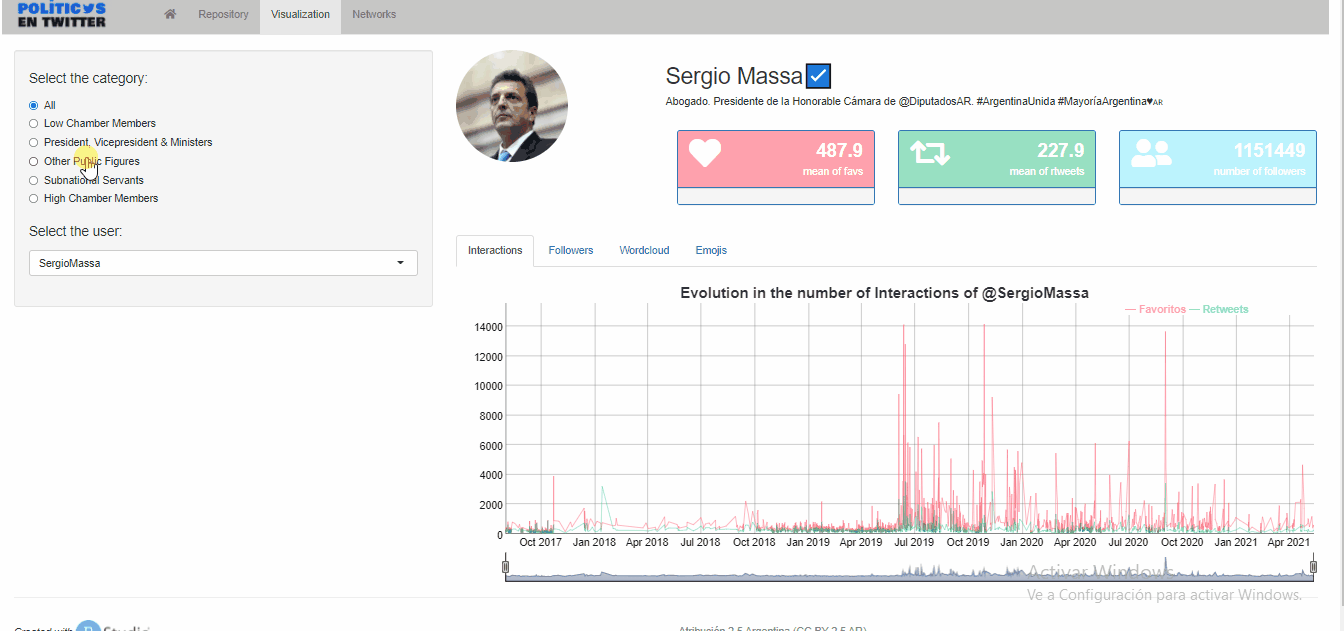 POLÍTICOS
EN TWITTER
Repository
Visualization
Networks
Select the category:
All
Low Chamber Members
President, Vicepresident & Ministers
Other Public Figures
Subnational Servants
High Chamber Members
Select the user:
SergioMassa
Sergio Massa
Abogado. Presidente de la Honorable Cámara de @DiputadosAR. #ArgentinaUnida #MayoríaArgentina♥AR
487.9
mean of favs
227.9
mean of rtweets
1151449
number of followers
Interactions
Followers
Wordcloud
Emojis
Evolution in the number of Interactions of @SergioMassa
— Favoritos — Retweets
14000
12000
10000
8000
6000
4000
2000
0
Oct 2017 Jan 2018 Apr 2018 Jul 2018 Oct 2018 Jan 2019 Apr 2019 Jul 2019 Oct 2019 Jan 2020 Apr 2020 Jul 2020 Oct 2020 Jan 2021 Apr 2021
Activar Windows
Ve a Configuración para activar Windows.
Created with R Studio
Atribución 2.5 Argentina (CC BY 2.5 AR)